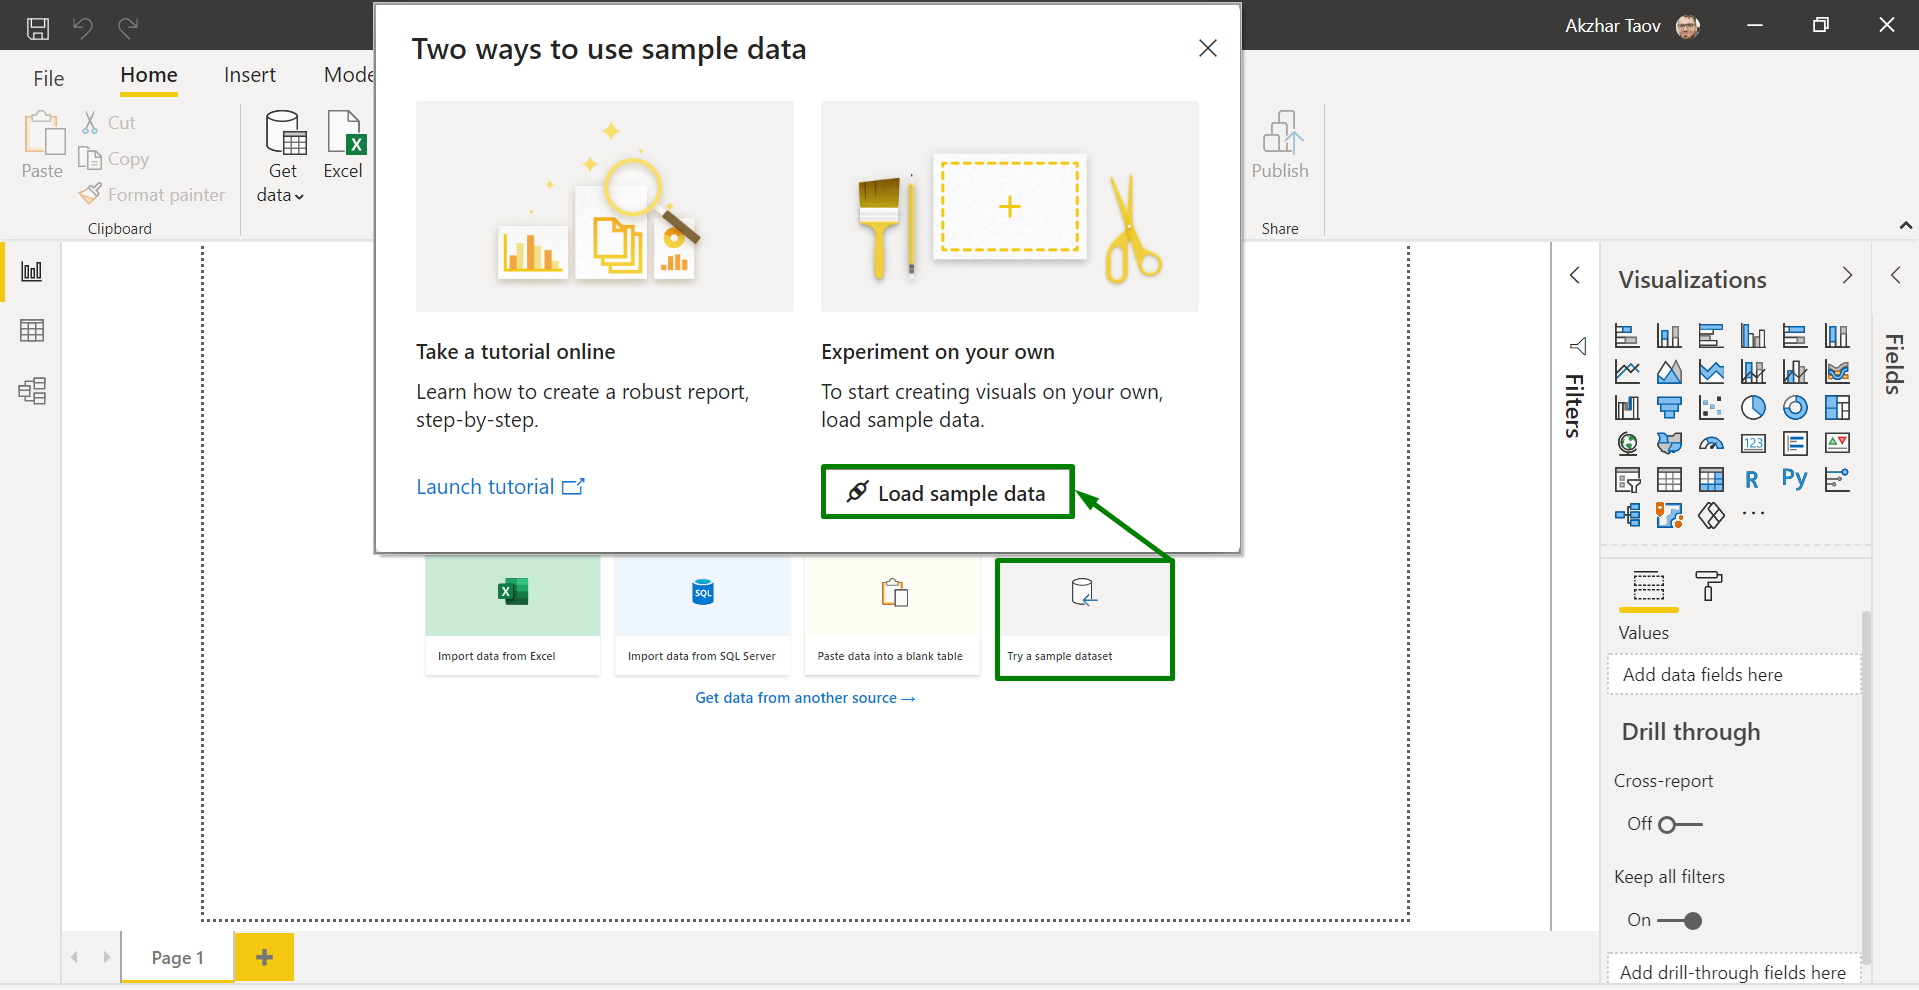 Akzhar Taov
File
Home
Insert
Mode
Paste
Cut
Copy
Format painter
Clipboard
Get
data
X
Excel
Publish
Share
Two ways to use sample data
Take a tutorial online
Learn how to create a robust report,
step-by-step.
Launch tutorial
Experiment on your own
To start creating visuals on your own,
load sample data.
Load sample data
X
Import data from Excel
SQL
Import data from SQL Server
Paste data into a blank table
Try a sample dataset
Get data from another source →
Filters
Visualizations
123
R
Py
...
Values
Add data fields here
Drill through
Cross-report
Off
Keep all filters
On
Add drill-through fields here
Fields
Page 1
+